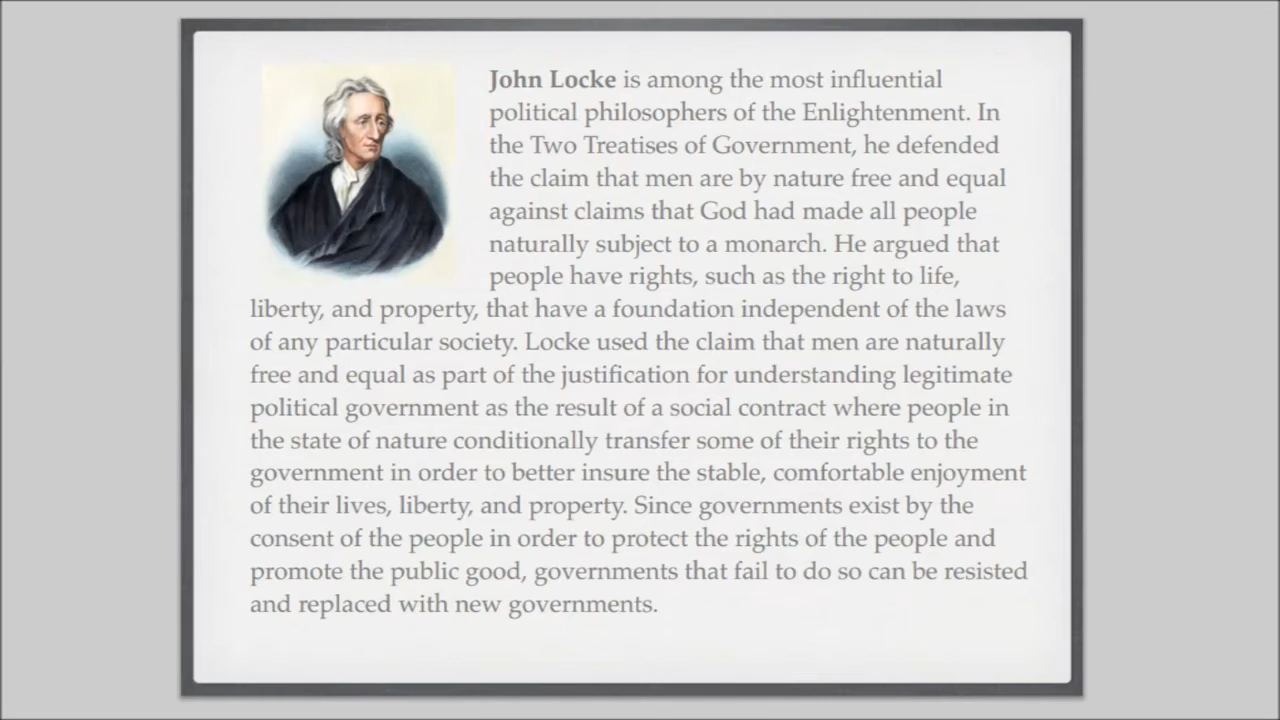 John Locke is among the most influential
political philosophers of the Enlightenment. In
the Two Treatises of Government, he defended
the claim that men are by nature free and equal
against claims that God had made all people
naturally subject to a monarch. He argued that
people have rights, such as the right to life,
liberty, and property, that have a foundation independent of the laws
of any particular society. Locke used the claim that men are naturally
free and equal as part of the justification for understanding legitimate
political government as the result of a social contract where people in
the state of nature conditionally transfer some of their rights to the
government in order to better insure the stable, comfortable enjoyment
of their lives, liberty, and property. Since governments exist by the
consent of the people in order to protect the rights of the people and
promote the public good, governments that fail to do so can be resisted
and replaced with new governments.